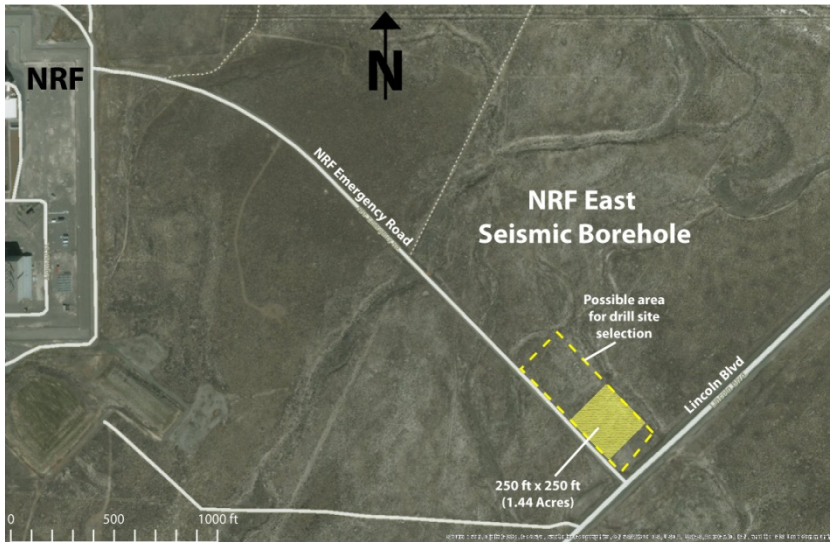 NRF
N
NRF Emergency Road
NRF East
Seismic Borehole
Possible area
for drill site
selection
Lincoln Blvd
250 ft x 250 ft
(1.44 Acres)
0 500 1000 ft